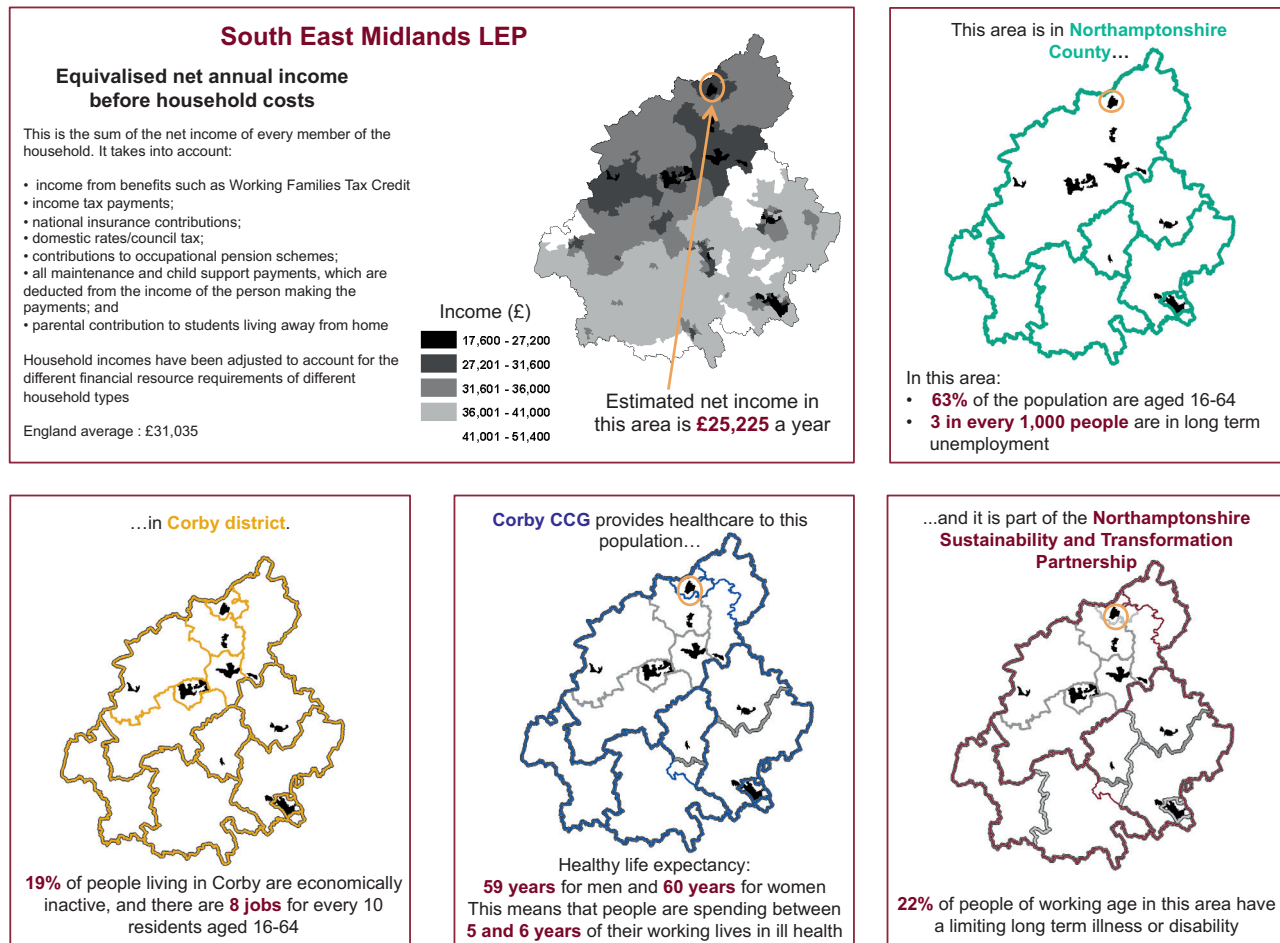 South East Midlands LEP
Equivalised net annual income
before household costs
This is the sum of the net income of every member of the
household. It takes into account:
• income from benefits such as Working Families Tax Credit
• income tax payments;
• national insurance contributions;
• domestic rates/council tax;
• contributions to occupational pension schemes;
• all maintenance and child support payments, which are
deducted from the income of the person making the
payments; and
• parental contribution to students living away from home
Household incomes have been adjusted to account for the
different financial resource requirements of different
household types
England average : £31,035
Income (£)
17,600 - 27,200
27,201 - 31,600
31,601 - 36,000
36,001 - 41,000
41,001 - 51,400
Estimated net income in
this area is £25,225 a year
This area is in Northamptonshire
County...
In this area:
• 63% of the population are aged 16-64
• 3 in every 1,000 people are in long term
unemployment
...in Corby district.
19% of people living in Corby are economically
inactive, and there are 8 jobs for every 10
residents aged 16-64
Corby CCG provides healthcare to this
population...
Healthy life expectancy:
59 years for men and 60 years for women
This means that people are spending between
5 and 6 years of their working lives in ill health
...and it is part of the Northamptonshire
Sustainability and Transformation
Partnership
22% of people of working age in this area have
a limiting long term illness or disability